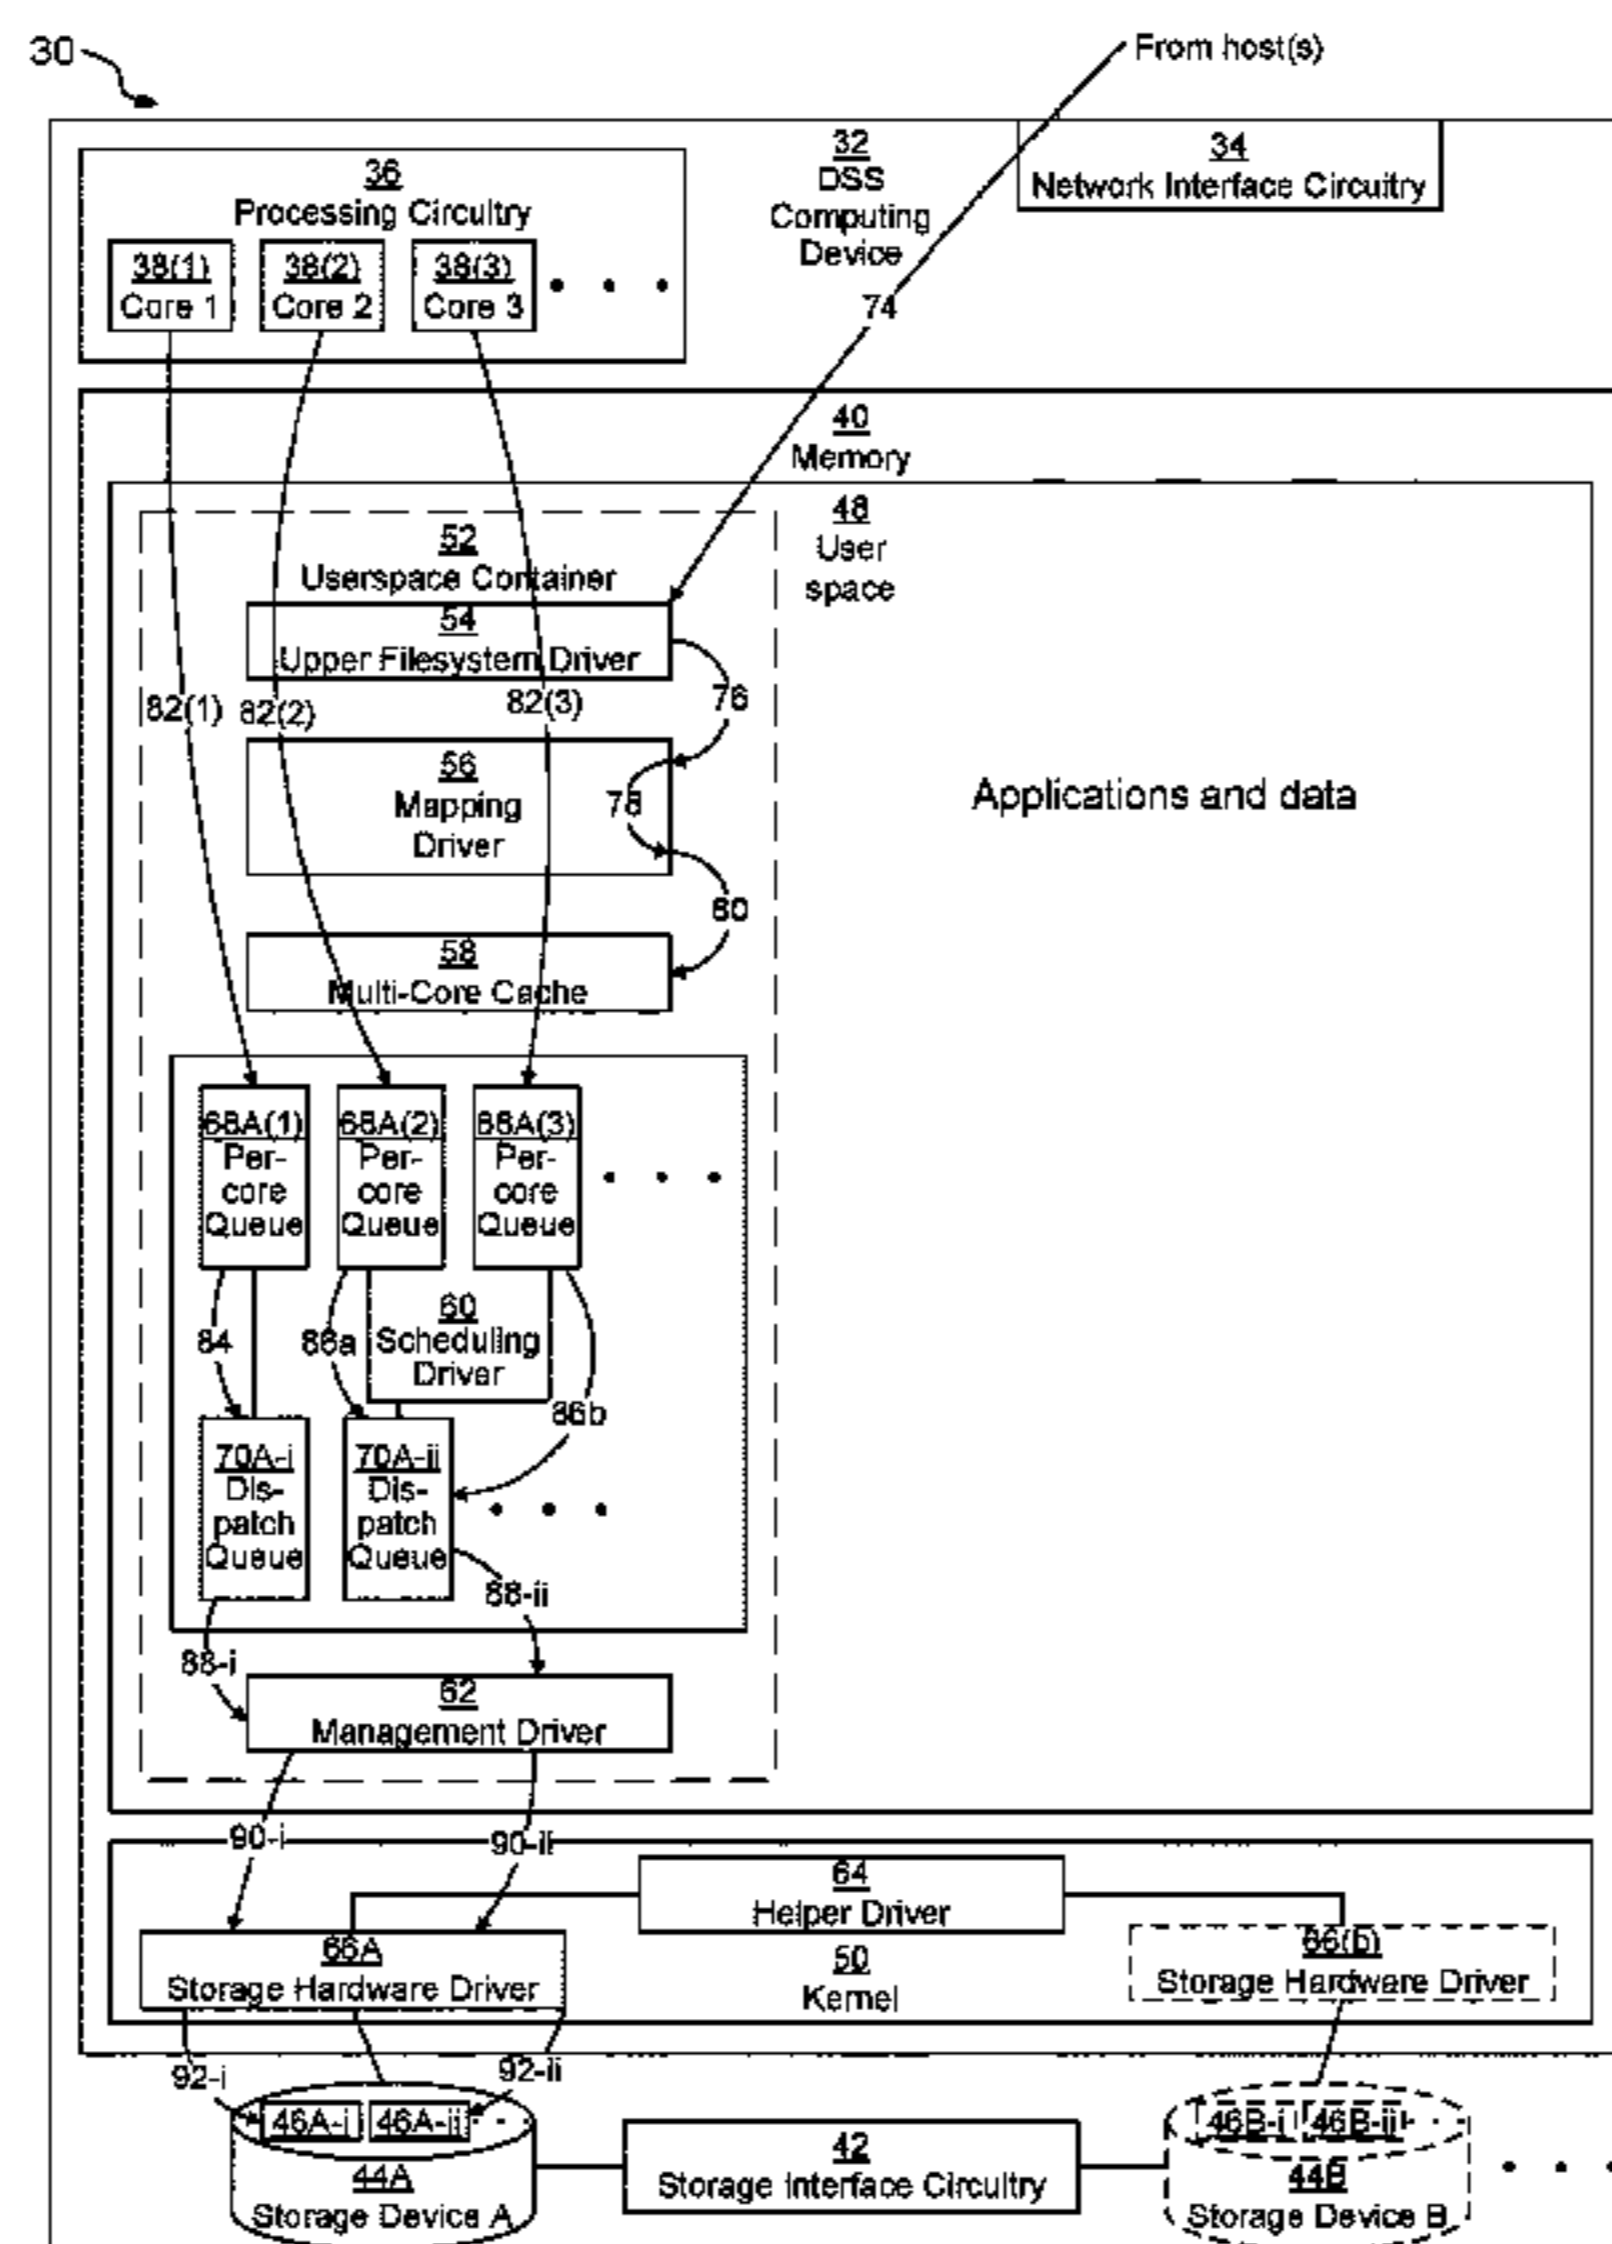 30
From host(s)
32
DSS
Computing
Device
34
Network Interface Circuitry
36
Processing Circuitry
38(1)
Core 1
38(2)
Core 2
38(3)
Core 3
74
40
Memory
48
User
space
52
Userspace Container
54
Upper Filesystem Driver
82(1)
82(2)
82(3)
76
56
Mapping
Driver
78
Applications and data
80
58
Multi-Core Cache
68A(1)
Per-
core
Queue
68A(2)
Per-
core
Queue
68A(3)
Per-
core
Queue
60
Scheduling
Driver
84
86a
86b
70A-i
Dis-
patch
Queue
70A-ii
Dis-
patch
Queue
88-ii
88-i
62
Management Driver
90-i
90-ii
64
Helper Driver
66A
Storage Hardware Driver
50
Kernel
66(b)
Storage Hardware Driver
92-i
92-ii
46A-i
46A-ii
44A
Storage Device A
42
Storage Interface Circuitry
46B-i
46B-ii
44B
Storage Device B